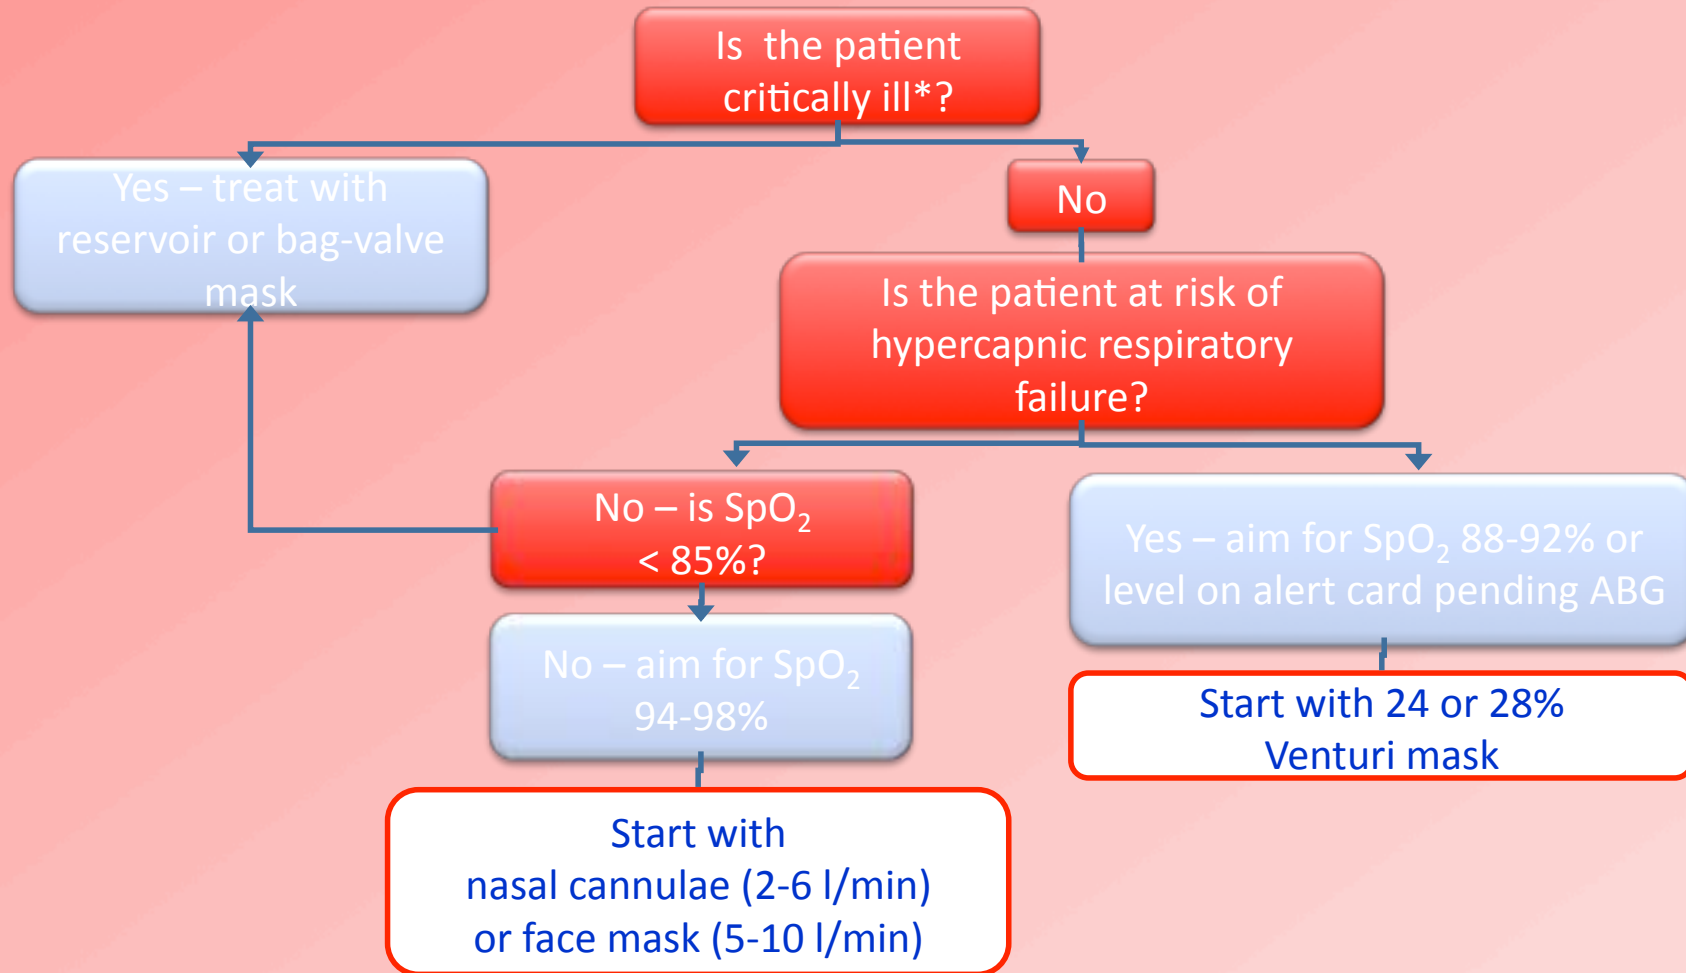 Is  the patient
critically ill*?
Yes – treat with
reservoir or bag-valve
mask
No
Is the patient at risk of
hypercapnic respiratory
failure?
No – is SpO₂
< 85%?
Yes – aim for SpO₂ 88-92% or
level on alert card pending ABG
No – aim for SpO₂
94-98%
Start with 24 or 28%
Venturi mask
Start with
nasal cannulae (2-6 l/min)
or face mask (5-10 l/min)